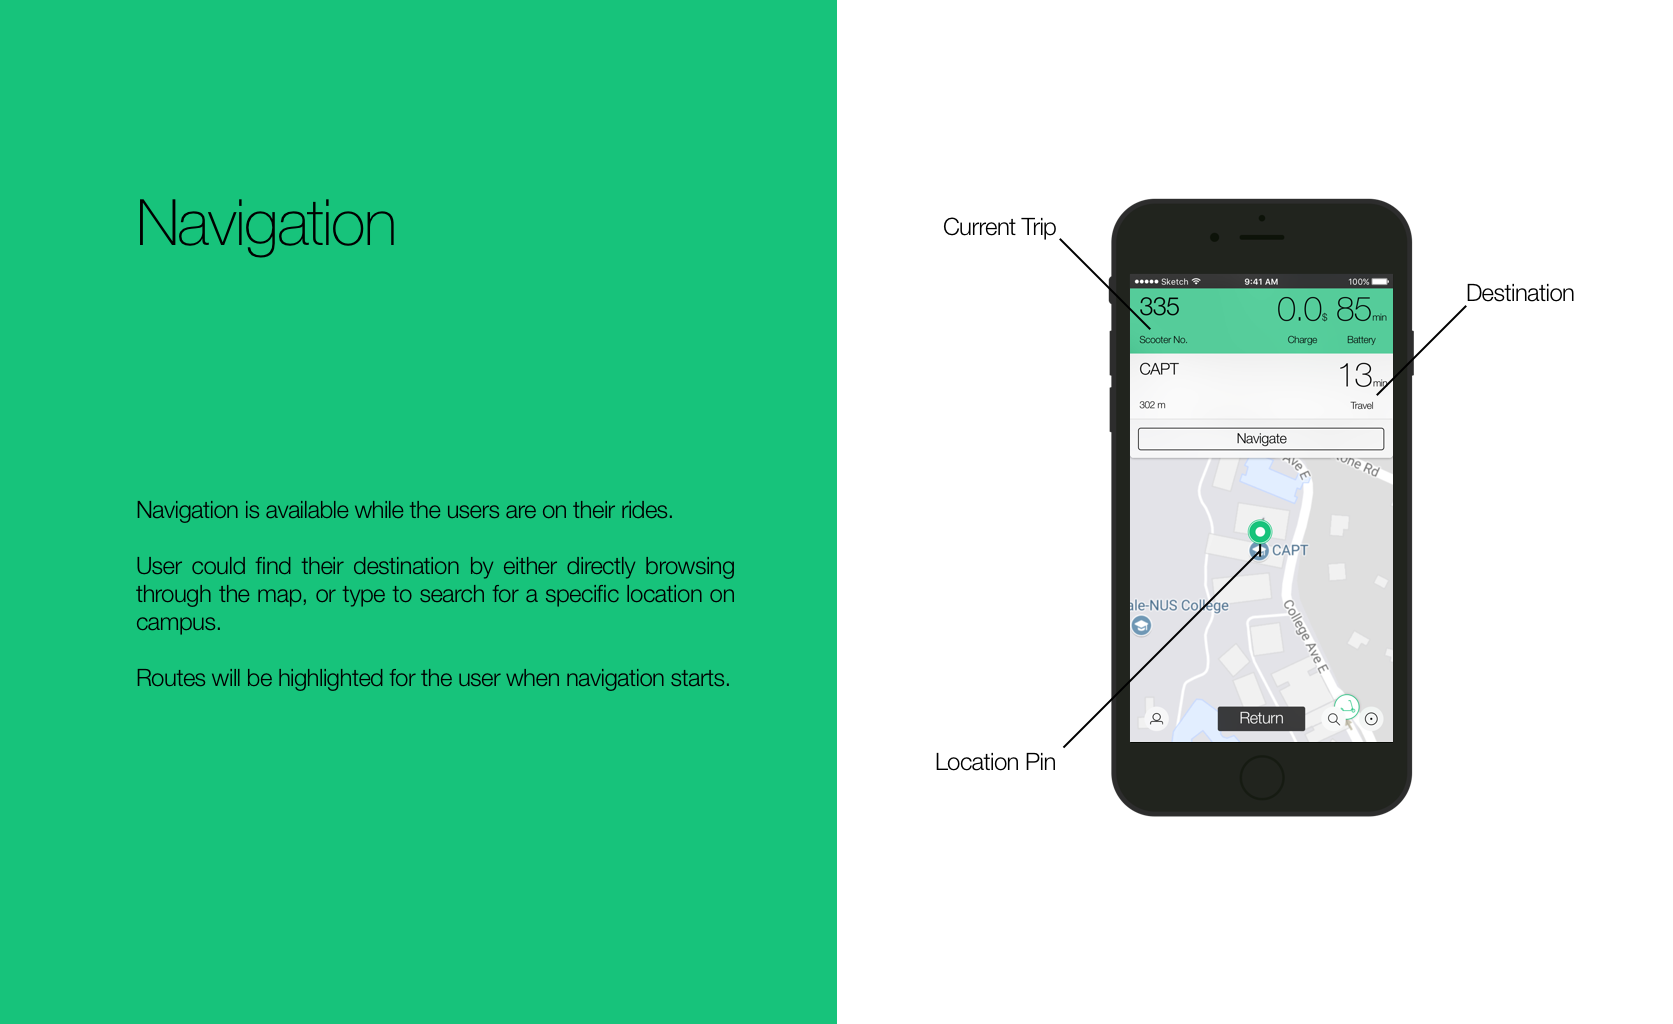 Navigation
Navigation is available while the users are on their rides.
User could find their destination by either directly browsing
through the map, or type to search for a specific location on
campus.
Routes will be highlighted for the user when navigation starts.
Current Trip
Destination
Location Pin
Sketch 9:41 AM 100%
335 0.0$ 85min
Scooter No. Charge Battery
CAPT 13min
302 m Travel
Navigate
Ave E
one Rd
CAPT
ale-NUS College
College Ave E
Return